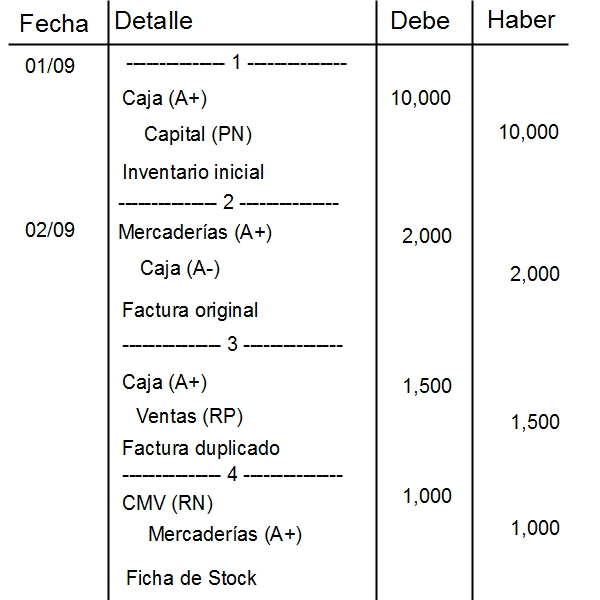 Fecha Detalle Debe Haber
01/09 ---------------- 1 ----------------
Caja (A+) 10,000
Capital (PN) 10,000
Inventario inicial
---------------- 2 ----------------
02/09 Mercaderías (A+) 2,000
Caja (A-) 2,000
Factura original
---------------- 3 ----------------
Caja (A+) 1,500
Ventas (RP) 1,500
Factura duplicado
---------------- 4 ----------------
CMV (RN) 1,000
Mercaderías (A+) 1,000
Ficha de Stock